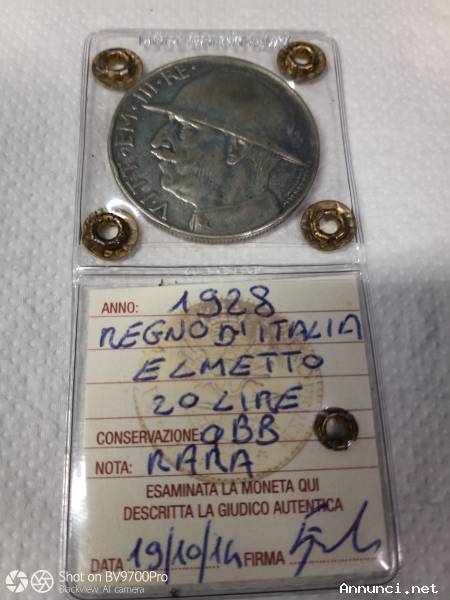 VITT·EM·III·RE·
ANNO: 1928
REGNO D'ITALIA
ELMETTO
20 LIRE
CONSERVAZIONE qBB
NOTA: RARA
ESAMINATA LA MONETA QUI
DESCRITTA LA GIUDICO AUTENTICA
DATA 19/10/14 FIRMA
Shot on BV9700Pro
Blackview AI camera
Annunci.net